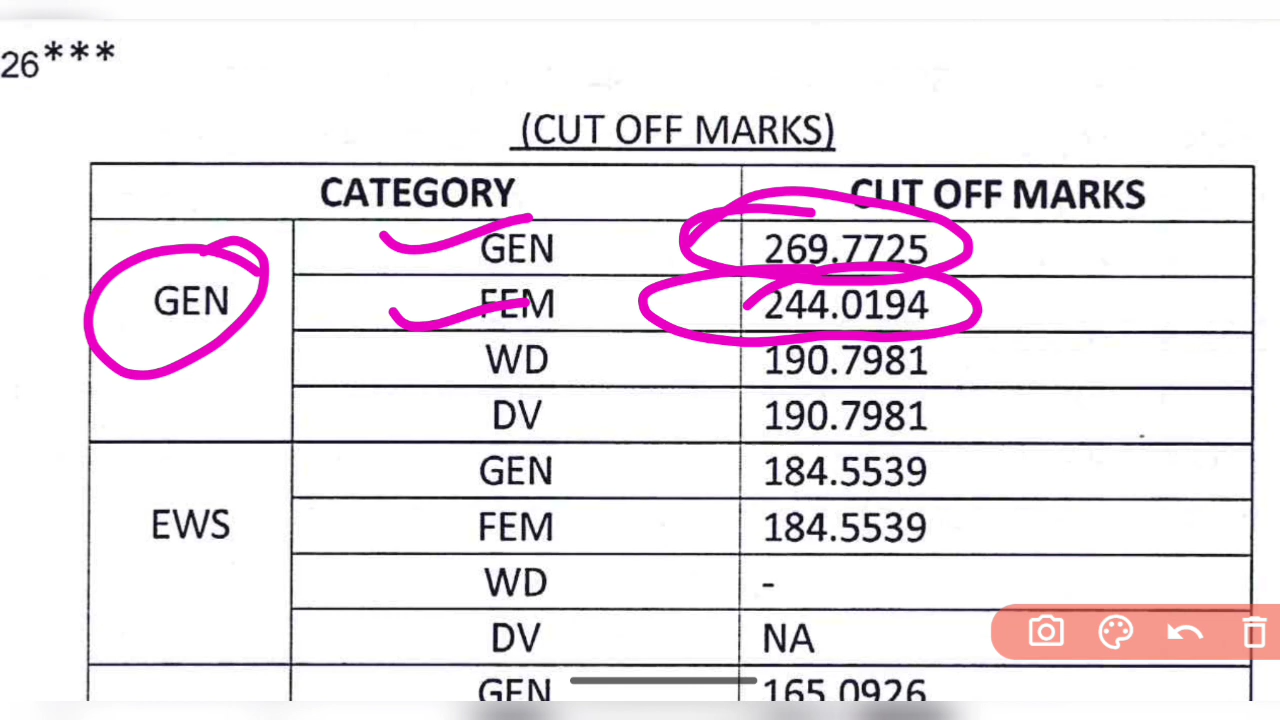 26***
(CUT OFF MARKS)
CATEGORY CUT OFF MARKS
GEN GEN 269.7725
FEM 244.0194
WD 190.7981
DV 190.7981
EWS GEN 184.5539
FEM 184.5539
WD -
DV NA
GEN 165.0926